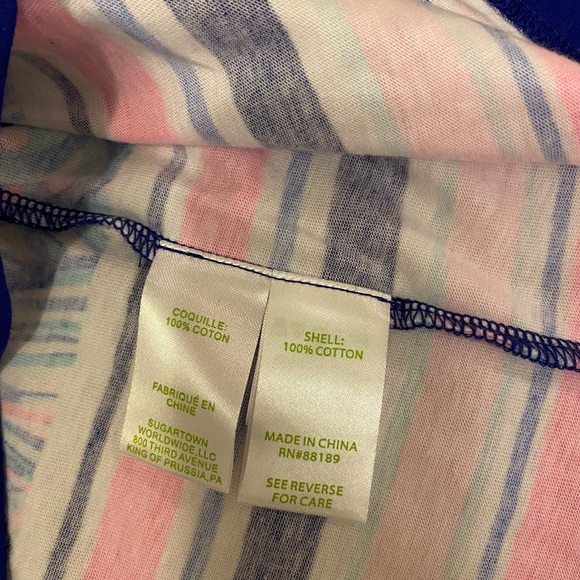 COQUILLE:
100% COTON
FABRIQUÉ EN
CHINE
SUGARTOWN
WORLDWIDE,LLC
800 THIRD AVENUE
KING OF PRUSSIA,PA
SHELL:
100% COTTON
MADE IN CHINA
RN#88189
SEE REVERSE
FOR CARE